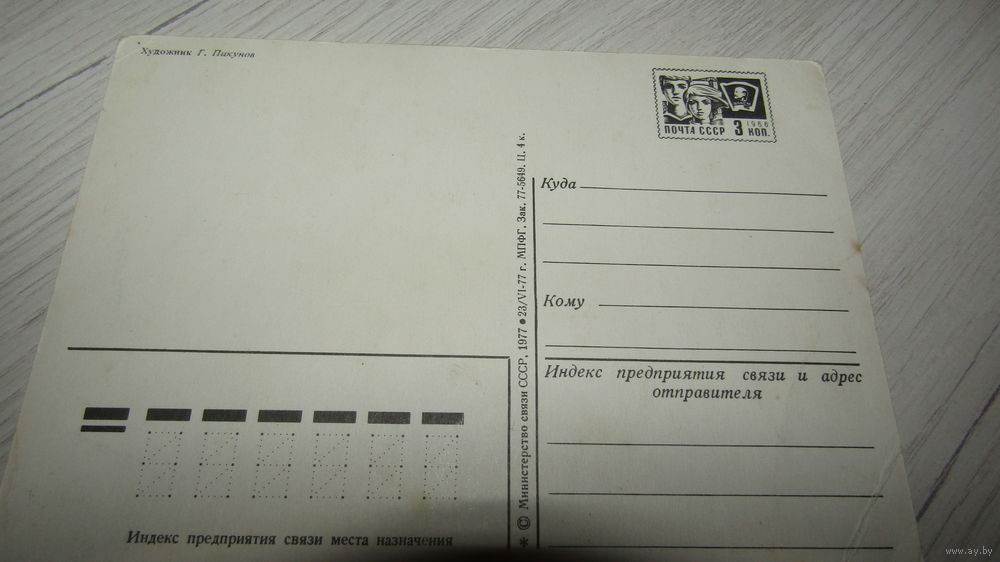 Художник Г. Пикунов
1966
ПОЧТА СССР 3 КОП.
Куда
Кому
Индекс предприятия связи и адрес
отправителя
* © Министерство связи СССР, 1977 ● 23/VI-77 г. МПФГ. Зак. 77-5649. Ц. 4 к.
Индекс предприятия связи места назначения
www.ay.by